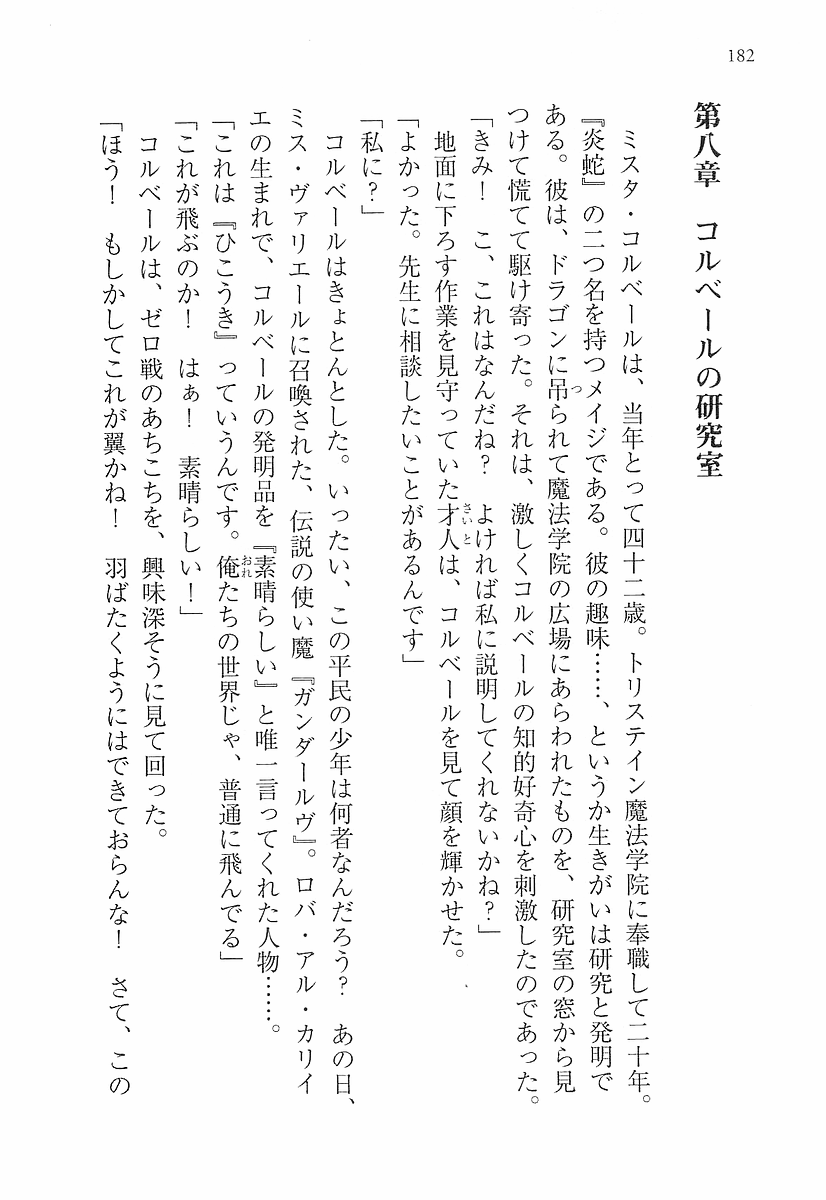 182
第八章　コルベールの研究室
ミスタ・コルベールは、当年とって四十二歳。トリステイン魔法学院に奉職して二十年。
『炎蛇』の二つ名を持つメイジである。彼の趣味……、というか生きがいは研究と発明で
ある。彼は、ドラゴンに吊られて魔法学院の広場にあらわれたものを、研究室の窓から見
つけて慌てて駆け寄った。それは、激しくコルベールの知的好奇心を刺激したのであった。
「きみ！　こ、これはなんだね？　よければ私に説明してくれないかね？」
地面に下ろす作業を見守っていた才人は、コルベールを見て顔を輝かせた。
「よかった。先生に相談したいことがあるんです」
「私に？」
コルベールはきょとんとした。いったい、この平民の少年は何者なんだろう？　あの日、
ミス・ヴァリエールに召喚された、伝説の使い魔『ガンダールヴ』。ロバ・アル・カリイ
エの生まれで、コルベールの発明品を『素晴らしい』と唯一言ってくれた人物……。
「これは『ひこうき』っていうんです。俺たちの世界じゃ、普通に飛んでる」
「これが飛ぶのか！　はぁ！　素晴らしい！」
コルベールは、ゼロ戦のあちこちを、興味深そうに見て回った。
「ほう！　もしかしてこれが翼かね！　羽ばたくようにはできておらんな！　さて、この